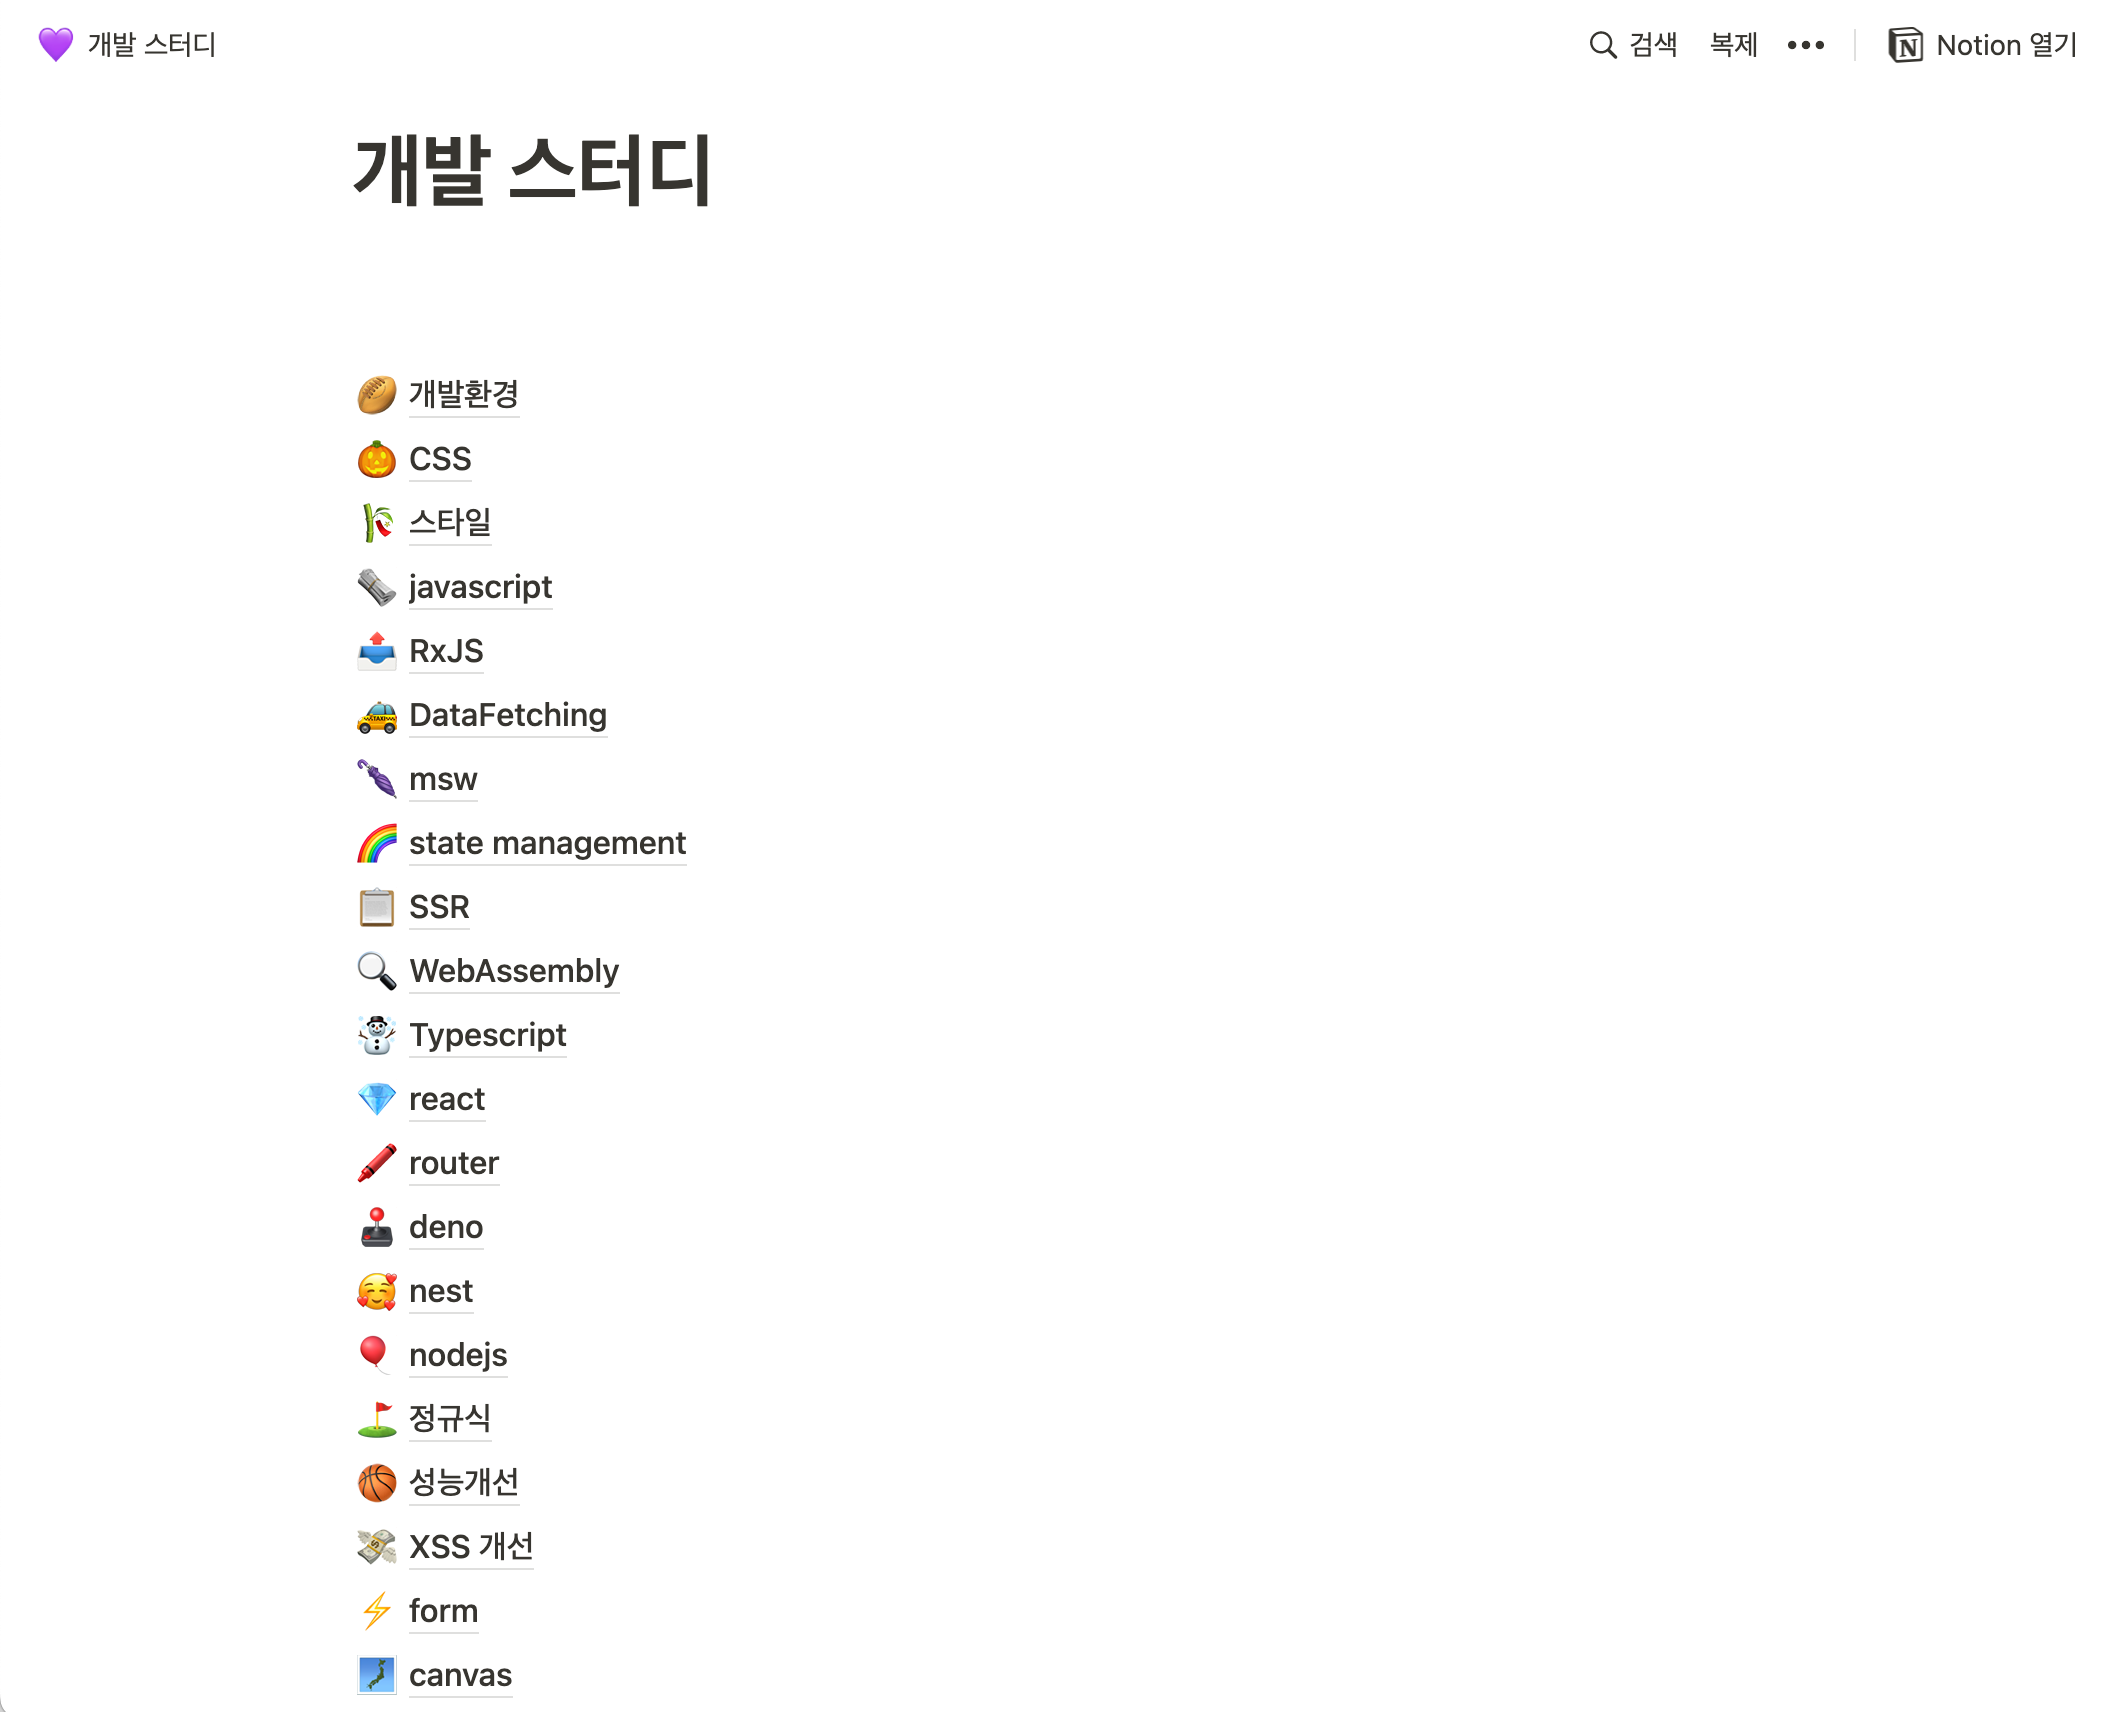 개발 스터디
검색 복제 Notion 열기
개발 스터디
개발환경
CSS
스타일
javascript
RxJS
DataFetching
msw
state management
SSR
WebAssembly
Typescript
react
router
deno
nest
nodejs
정규식
성능개선
XSS 개선
form
canvas